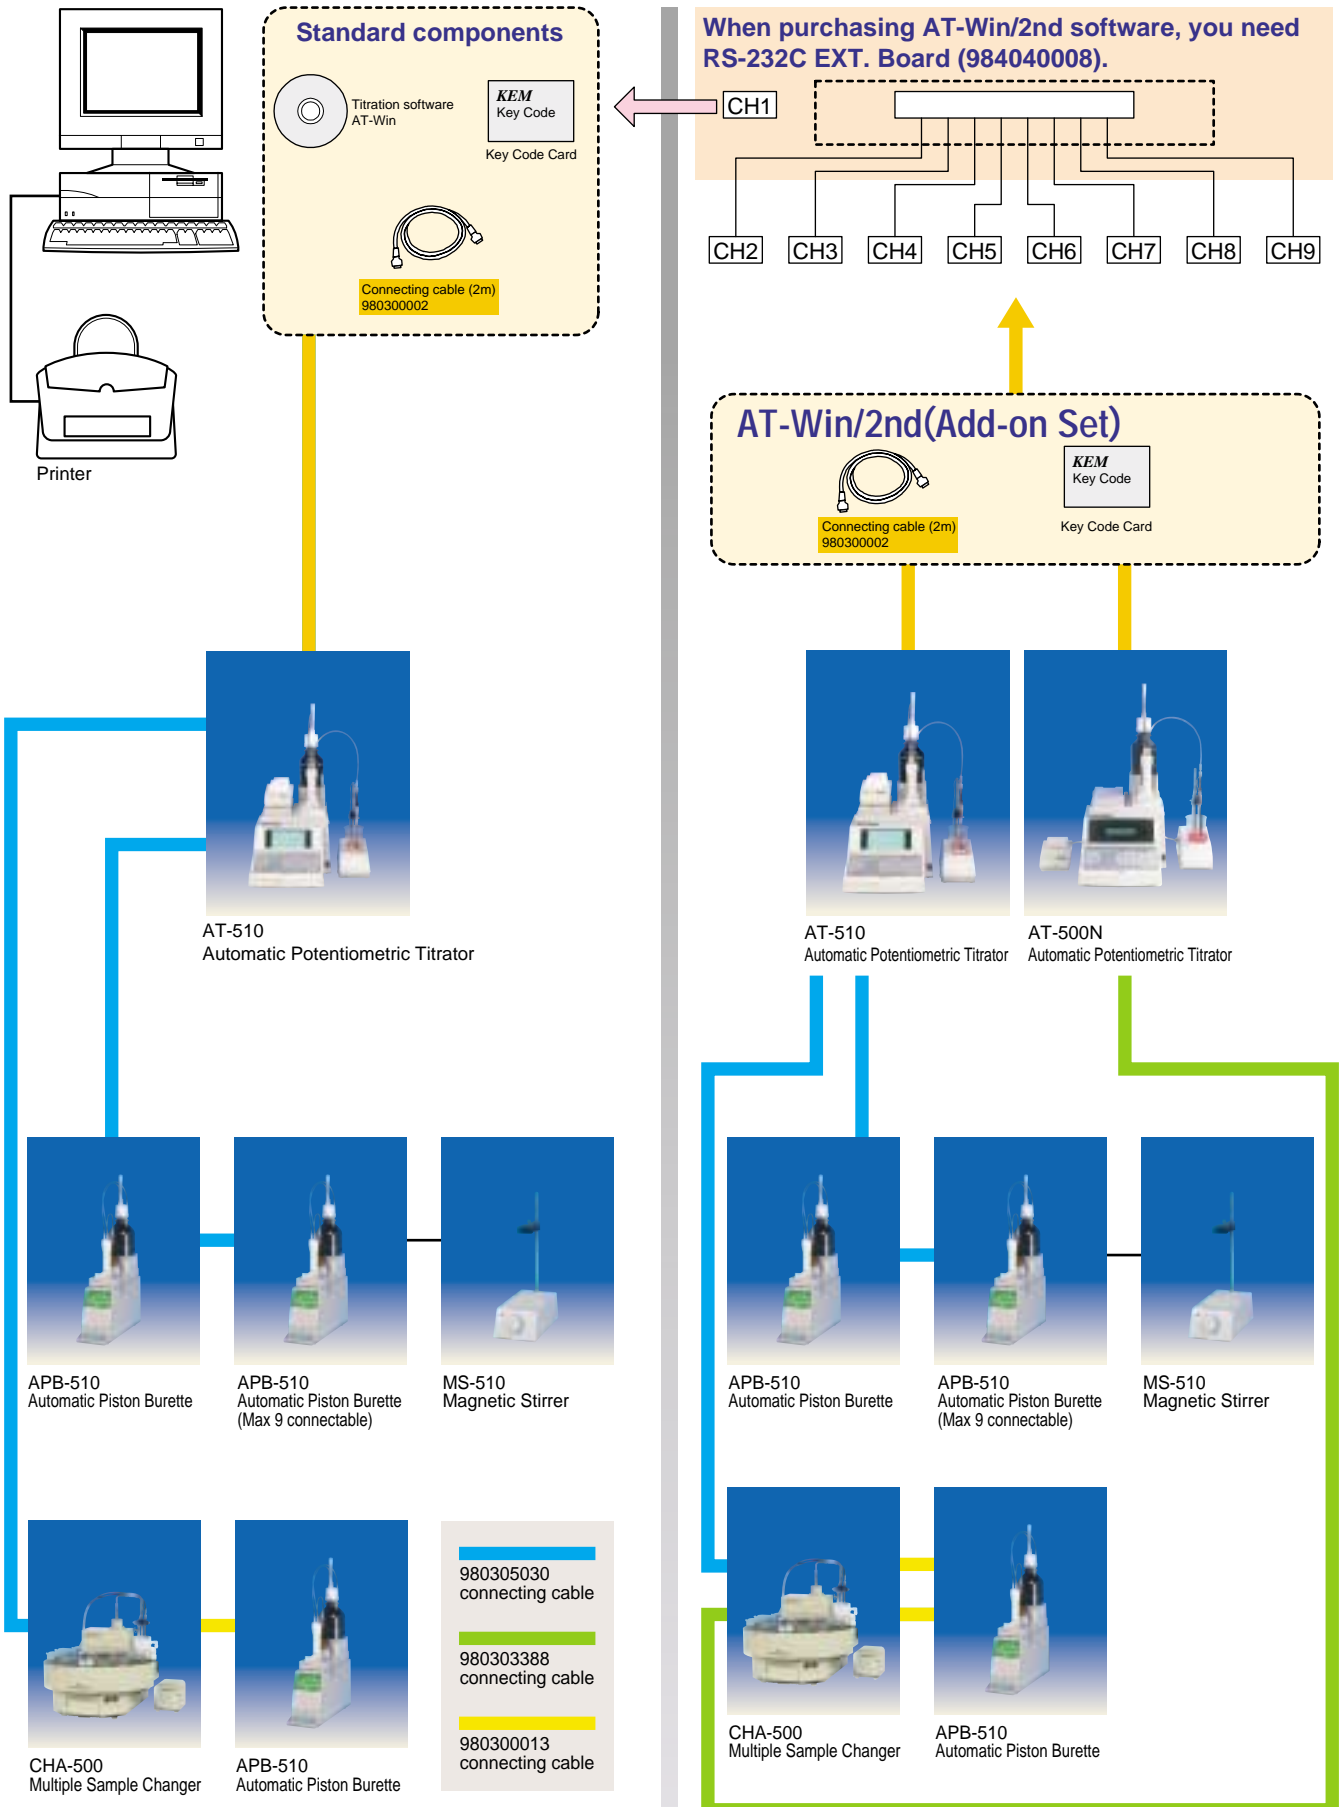 Standard components
Titration software
AT-Win
KEM
Key Code
Key Code Card
Connecting cable (2m)
980300002
Printer
AT-510
Automatic Potentiometric Titrator
APB-510
Automatic Piston Burette
APB-510
Automatic Piston Burette
(Max 9 connectable)
MS-510
Magnetic Stirrer
CHA-500
Multiple Sample Changer
APB-510
Automatic Piston Burette
980305030
connecting cable
980303388
connecting cable
980300013
connecting cable
When purchasing AT-Win/2nd software, you need
RS-232C EXT. Board (984040008).
CH1
CH2 CH3 CH4 CH5 CH6 CH7 CH8 CH9
AT-Win/2nd(Add-on Set)
KEM
Key Code
Connecting cable (2m)
980300002
Key Code Card
AT-510
Automatic Potentiometric Titrator
AT-500N
Automatic Potentiometric Titrator
APB-510
Automatic Piston Burette
APB-510
Automatic Piston Burette
(Max 9 connectable)
MS-510
Magnetic Stirrer
CHA-500
Multiple Sample Changer
APB-510
Automatic Piston Burette